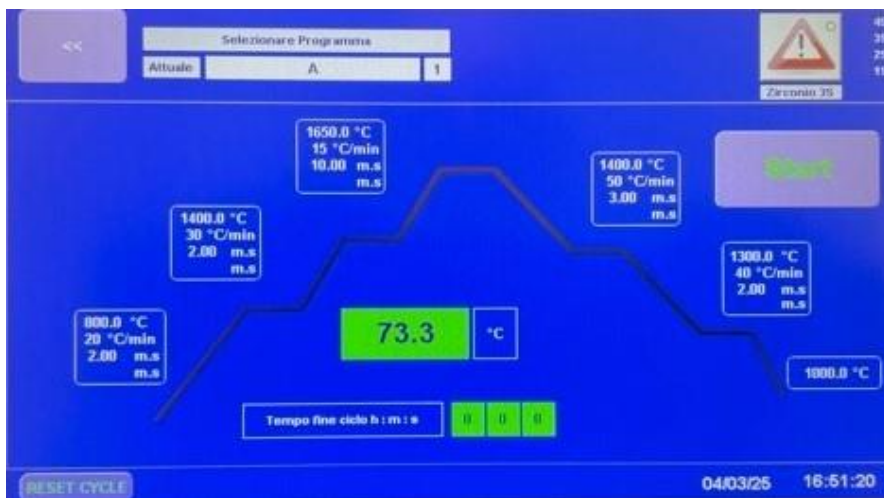 <<
Selezionare Programma
Attuale A 1
Zirconio 3S
1650.0 °C
15 °C/min
10.00 m.s
m.s
1400.0 °C
50 °C/min
3.00 m.s
m.s
Start
1400.0 °C
30 °C/min
2.00 m.s
m.s
1300.0 °C
40 °C/min
2.00 m.s
m.s
800.0 °C
20 °C/min
2.00 m.s
m.s
73.3 °C
1000.0 °C
Tempo fine ciclo h : m : s 0 0 0
RESET CYCLE
04/03/25 16:51:20